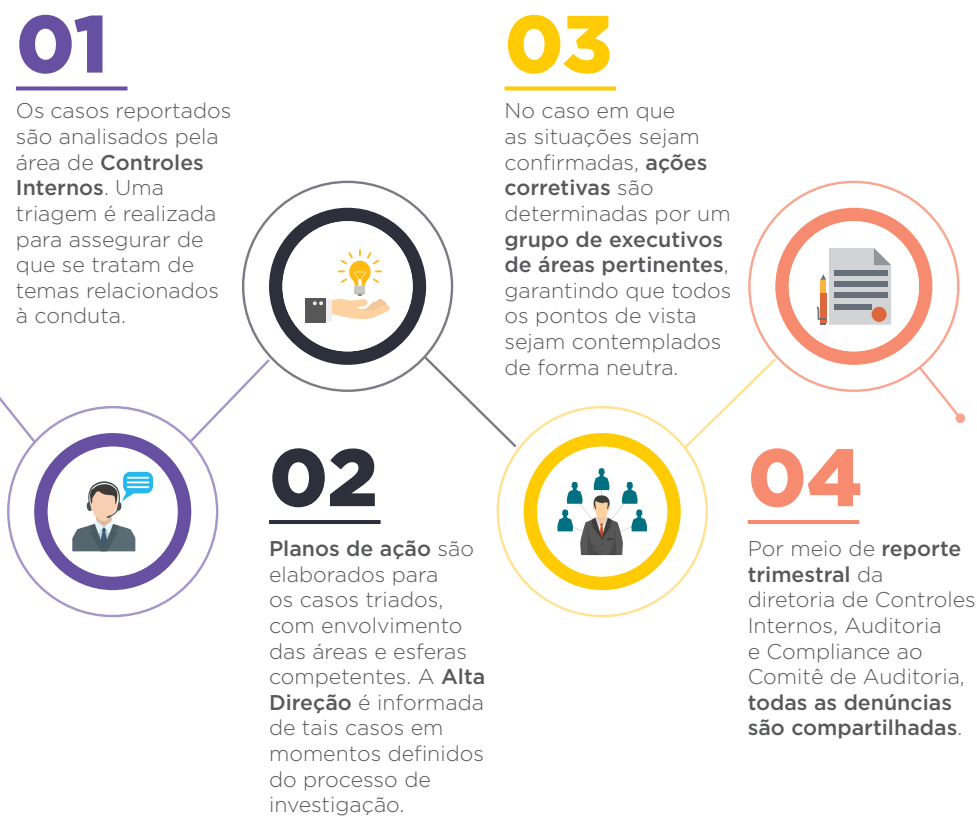 01
Os casos reportados
são analisados pela
área de Controles
Internos. Uma
triagem é realizada
para assegurar de
que se tratam de
temas relacionados
à conduta.
02
Planos de ação são
elaborados para
os casos triados,
com envolvimento
das áreas e esferas
competentes. A Alta
Direção é informada
de tais casos em
momentos definidos
do processo de
investigação.
03
No caso em que
as situações sejam
confirmadas, ações
corretivas são
determinadas por um
grupo de executivos
de áreas pertinentes,
garantindo que todos
os pontos de vista
sejam contemplados
de forma neutra.
04
Por meio de reporte
trimestral da
diretoria de Controles
Internos, Auditoria
e Compliance ao
Comitê de Auditoria,
todas as denúncias
são compartilhadas.